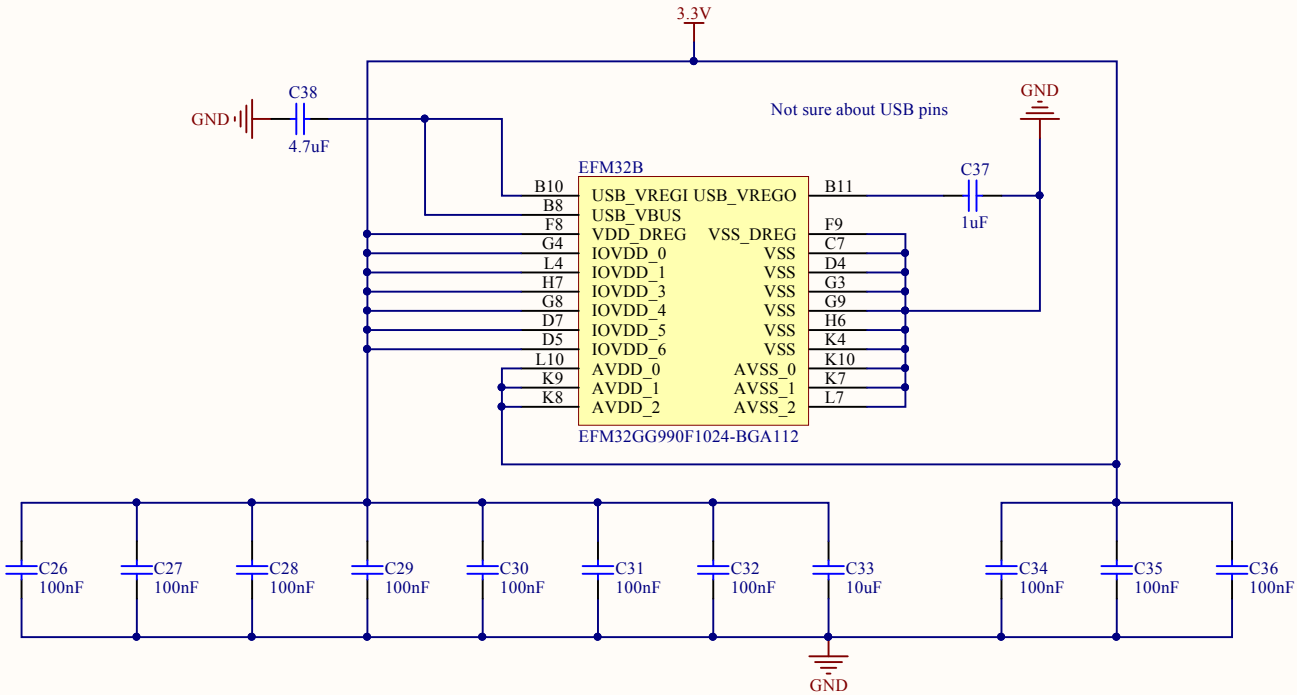 3.3V
C38
GND
4.7uF
Not sure about USB pins
GND
EFM32B
C37
1uF
B10 USB_VREGI USB_VREGO B11
B8 USB_VBUS
F8 VDD_DREG VSS_DREG F9
G4 IOVDD_0 VSS C7
L4 IOVDD_1 VSS D4
H7 IOVDD_3 VSS G3
G8 IOVDD_4 VSS G9
D7 IOVDD_5 VSS H6
D5 IOVDD_6 VSS K4
L10 AVDD_0 AVSS_0 K10
K9 AVDD_1 AVSS_1 K7
K8 AVDD_2 AVSS_2 L7
EFM32GG990F1024-BGA112
C26 C27 C28 C29 C30 C31 C32 C33 C34 C35 C36
100nF 100nF 100nF 100nF 100nF 100nF 100nF 10uF 100nF 100nF 100nF
GND